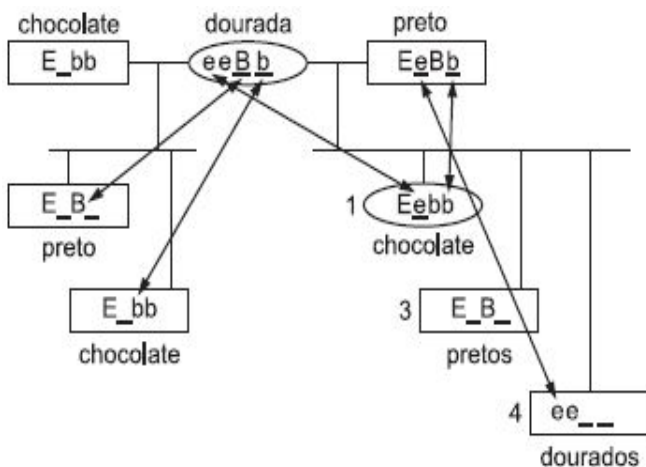 chocolate dourada preto
E_bb eeBb EeBb
E_B_ 1 Eebb
preto chocolate
E_bb 3 E_B_
chocolate pretos
4 ee_ _
dourados